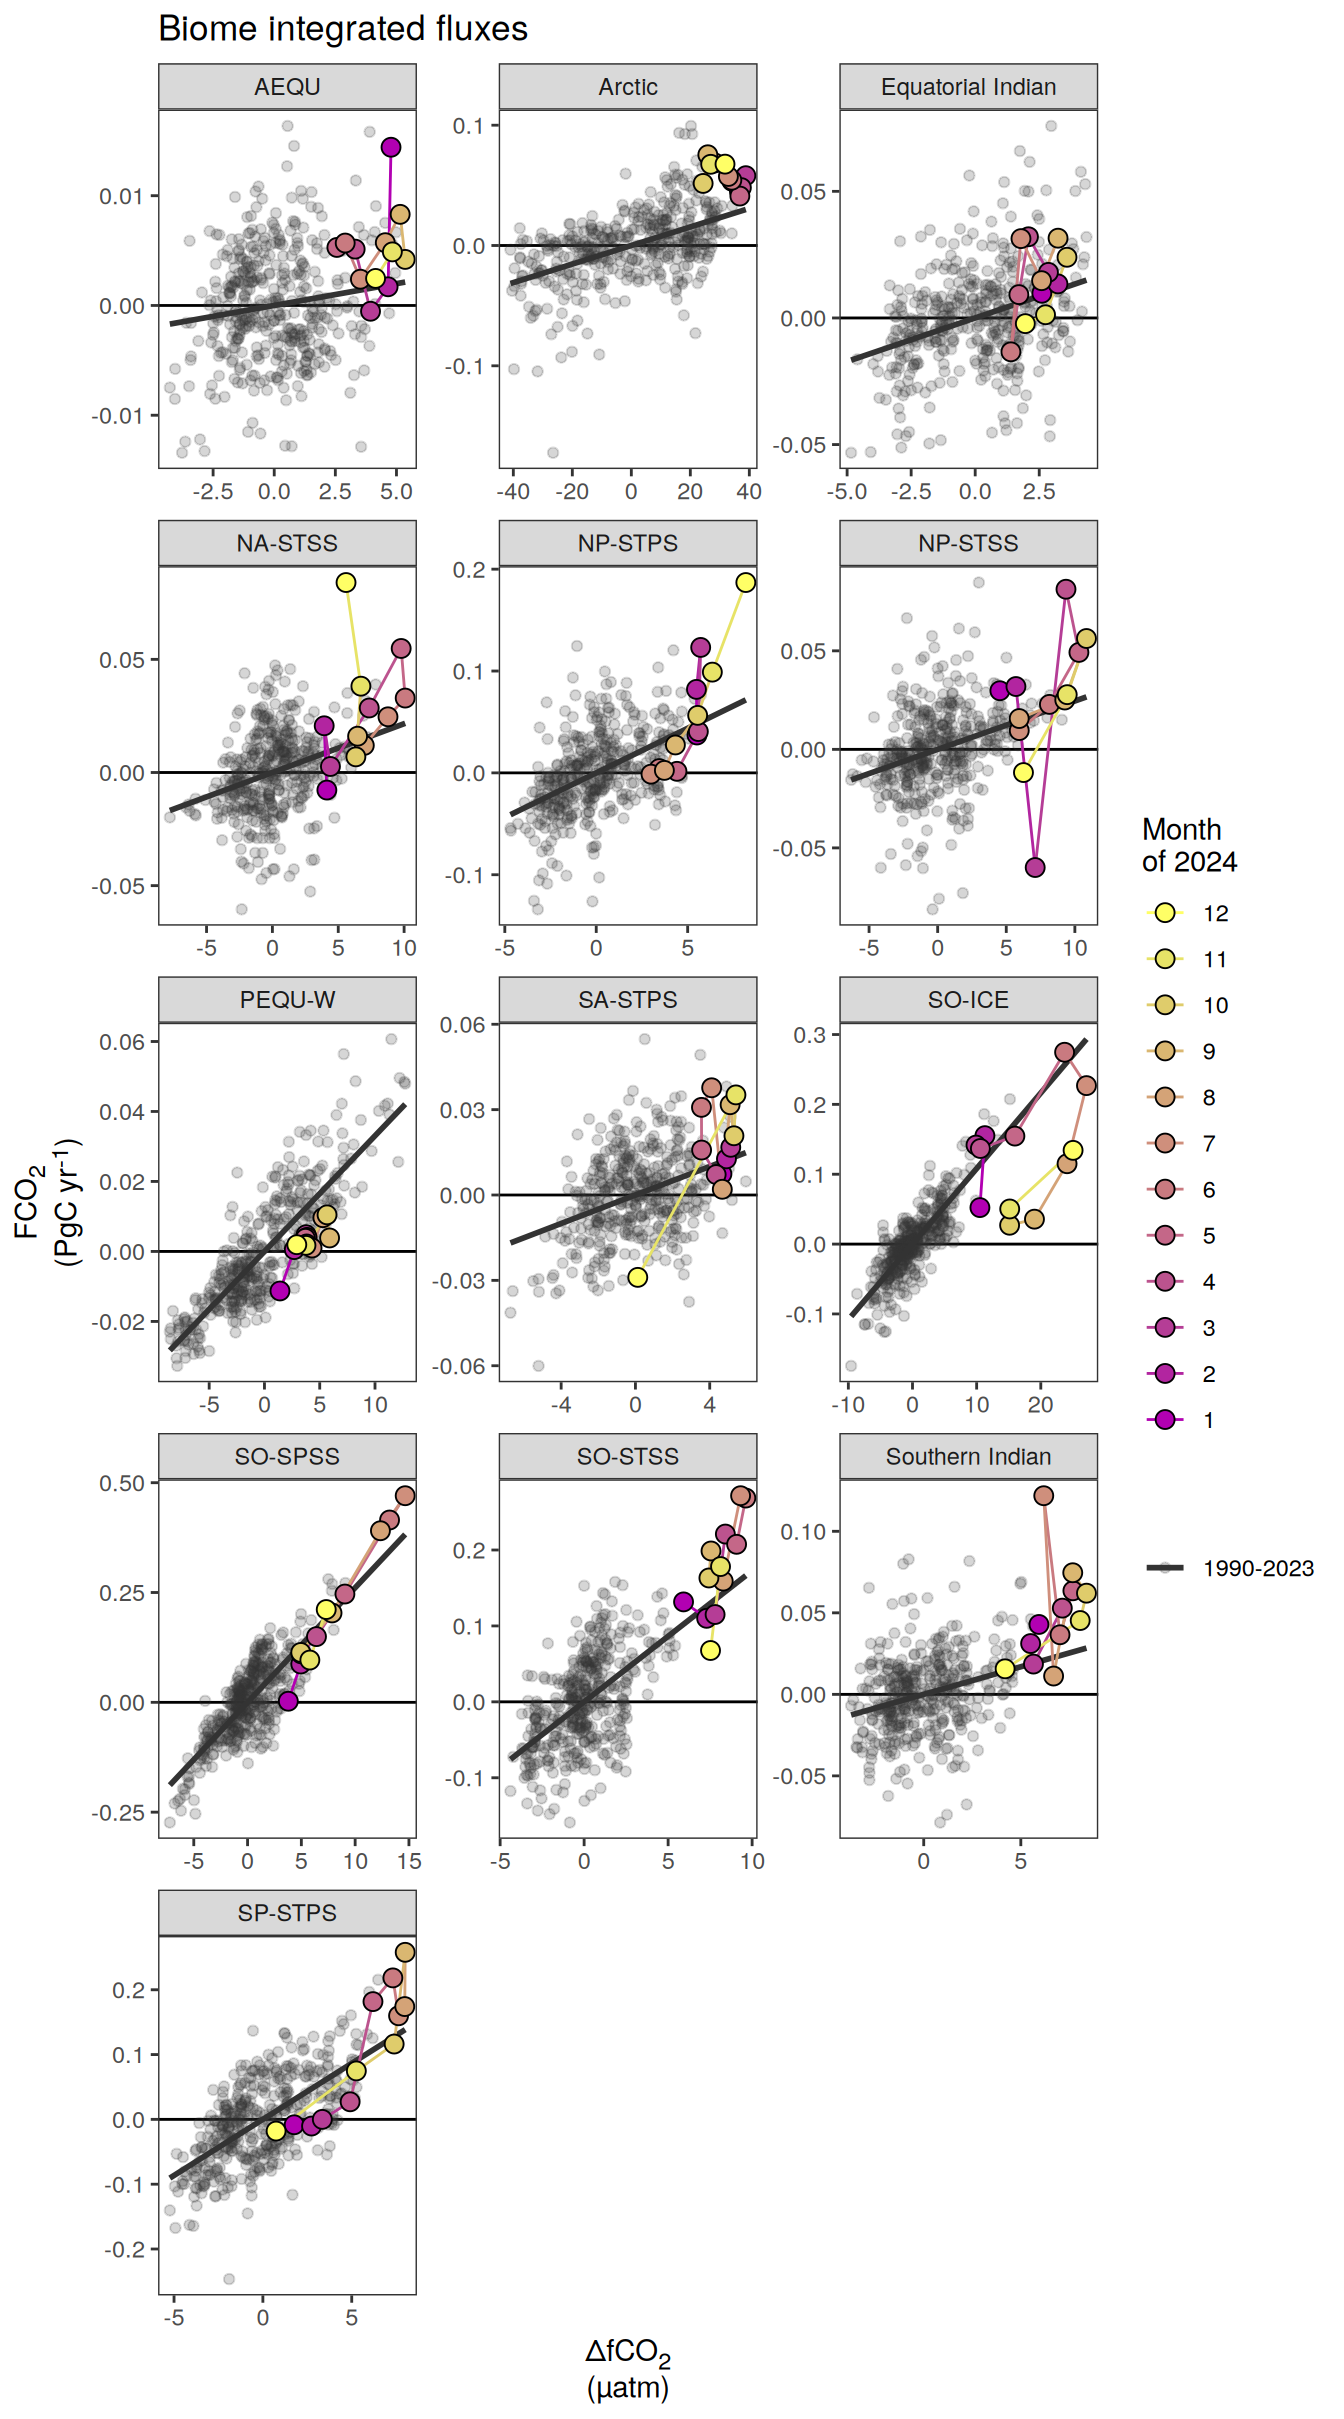 Biome integrated fluxes
AEQU
Arctic
Equatorial Indian
0.01
0.00
-0.01
0.1
0.0
-0.1
0.05
0.00
-0.05
-2.5 0.0 2.5 5.0
-40 -20 0 20 40
-5.0 -2.5 0.0 2.5
NA-STSS
NP-STPS
NP-STSS
0.05
0.00
-0.05
0.2
0.1
0.0
-0.1
0.05
0.00
-0.05
-5 0 5 10
-5 0 5
-5 0 5 10
PEQU-W
SA-STPS
SO-ICE
0.06
0.04
0.02
0.00
-0.02
0.06
0.03
0.00
-0.03
-0.06
0.3
0.2
0.1
0.0
-0.1
-5 0 5 10
-4 0 4
-10 0 10 20
SO-SPSS
SO-STSS
Southern Indian
0.50
0.25
0.00
-0.25
0.2
0.1
0.0
-0.1
0.10
0.05
0.00
-0.05
-5 0 5 10 15
-5 0 5 10
0 5
SP-STPS
0.2
0.1
0.0
-0.1
-0.2
-5 0 5
FCO2
(PgC yr-1)
ΔfCO2
(µatm)
Month
of 2024
12
11
10
9
8
7
6
5
4
3
2
1
1990-2023